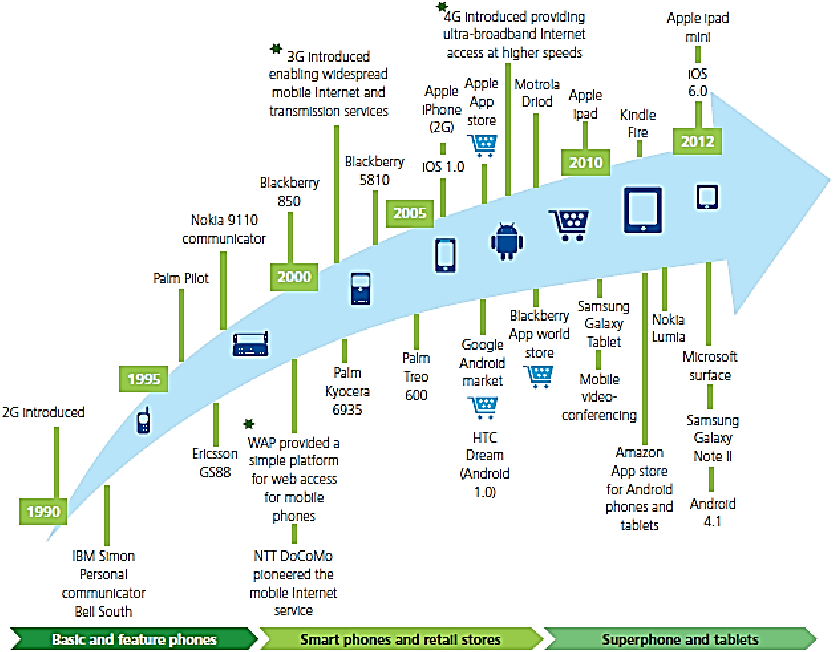 2G introduced
1990
IBM Simon
Personal
communicator
Bell South
1995
Palm Pilot
Ericsson
GS88
Nokia 9110
communicator
Blackberry
850
2000
✱
WAP provided a
simple platform
for web access
for mobile
phones
NTT DoCoMo
pioneered the
mobile Internet
service
✱
3G introduced
enabling widespread
mobile Internet and
transmission services
Palm
Kyocera
6935
Blackberry
5810
2005
Palm
Treo
600
Apple
iPhone
(2G)
iOS 1.0
Apple
App
store
Google
Android
market
HTC
Dream
(Android
1.0)
✱
4G introduced providing
ultra-broadband Internet
access at higher speeds
Motrola
Driod
Blackberry
App world
store
Apple
Ipad
2010
Samsung
Galaxy
Tablet
Mobile
video-
conferencing
Kindle
Fire
Amazon
App store
for Android
phones and
tablets
Nokia
Lumia
Apple ipad
mini
iOS
6.0
2012
Microsoft
surface
Samsung
Galaxy
Note II
Android
4.1
Basic and feature phones
Smart phones and retail stores
Superphone and tablets